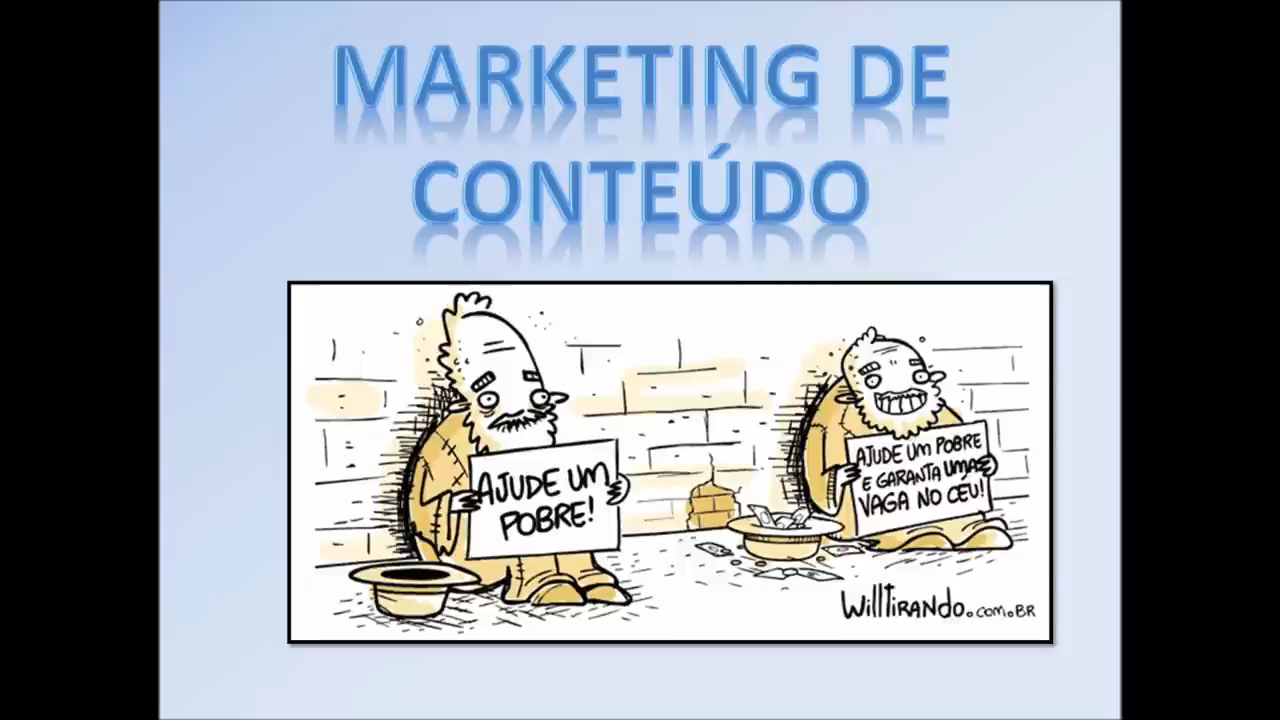 MARKETING DE
CONTEÚDO
AJUDE UM
POBRE!
AJUDE UM POBRE
E GARANTA UMA
VAGA NO CÉU!
WILLTIRANDO.COM.BR